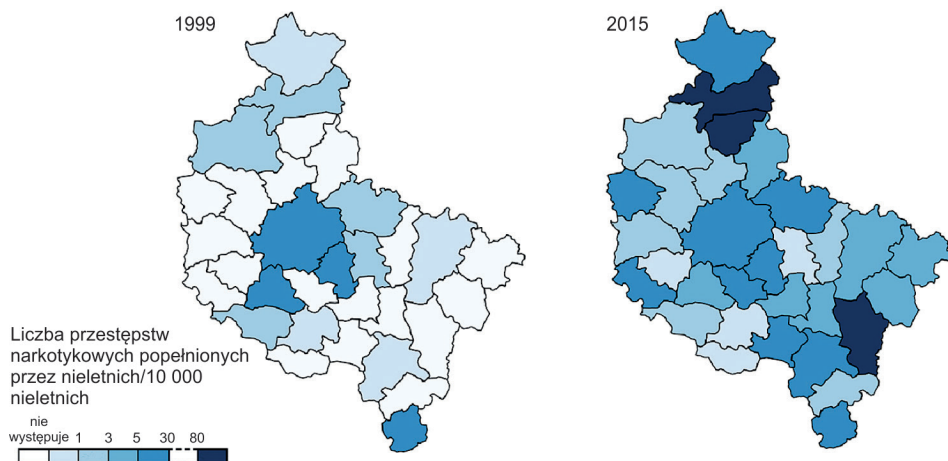 1999
2015
Liczba przestępstw
narkotykowych popełnionych
przez nieletnich/10 000
nieletnich
nie
występuje 1 3 5 30 80